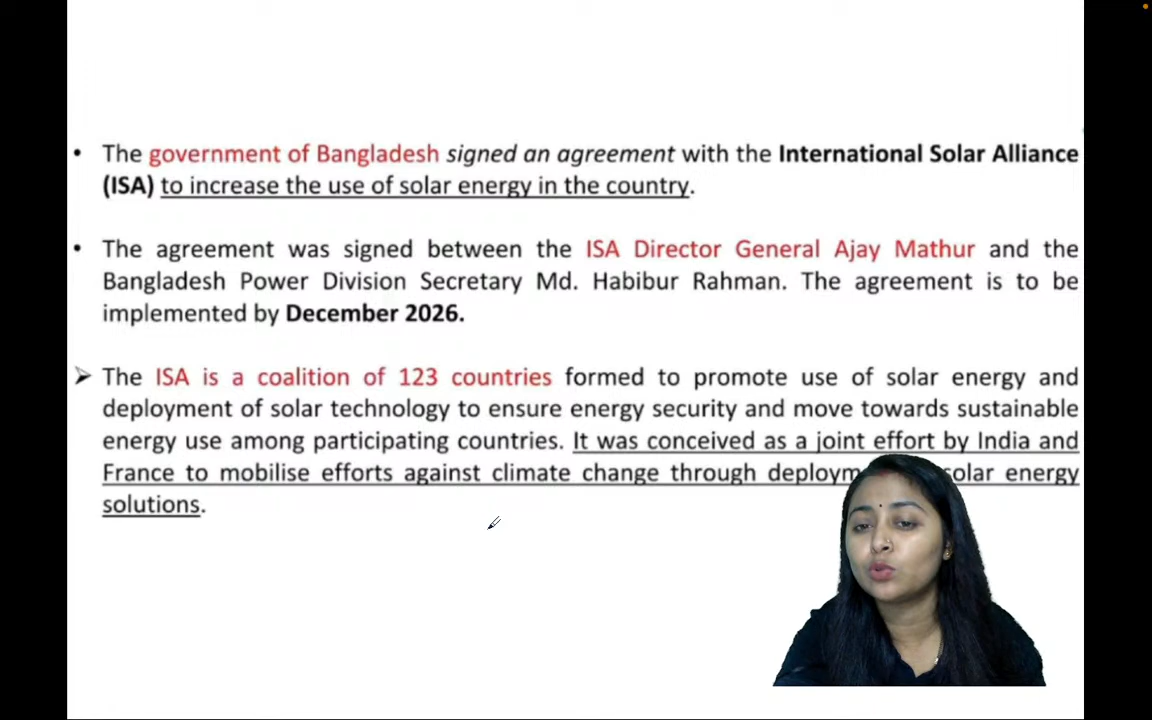 • The government of Bangladesh signed an agreement with the International Solar Alliance
(ISA) to increase the use of solar energy in the country.
• The agreement was signed between the ISA Director General Ajay Mathur and the
Bangladesh Power Division Secretary Md. Habibur Rahman. The agreement is to be
implemented by December 2026.
➢ The ISA is a coalition of 123 countries formed to promote use of solar energy and
deployment of solar technology to ensure energy security and move towards sustainable
energy use among participating countries. It was conceived as a joint effort by India and
France to mobilise efforts against climate change through energy
solutions.